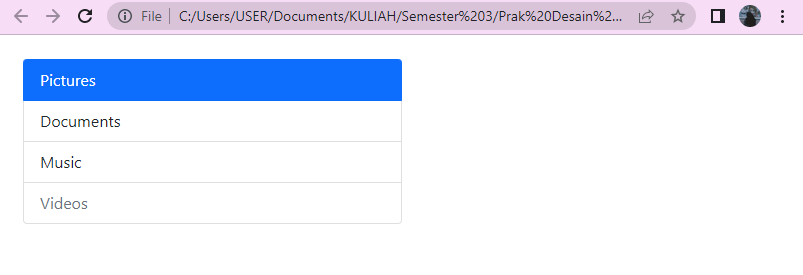 File | C:/Users/USER/Documents/KULIAH/Semester%203/Prak%20Desain%2...
Pictures
Documents
Music
Videos